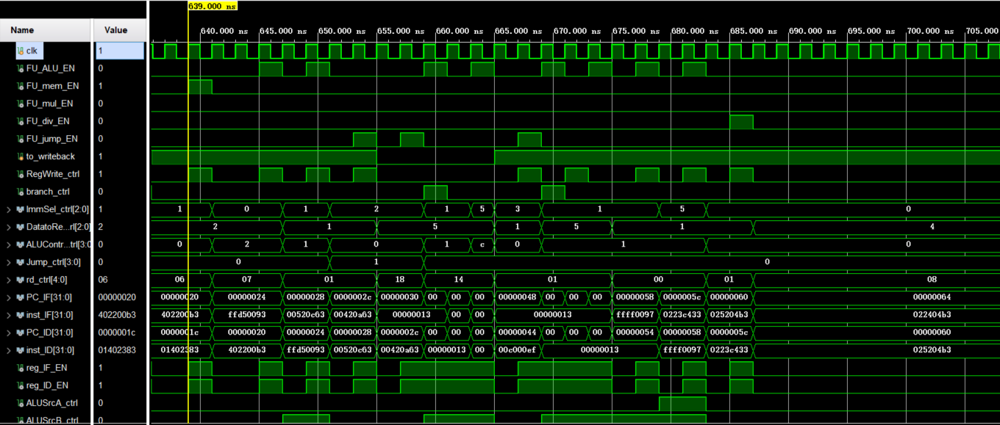 639.000 ns
Name Value
640.000 ns 645.000 ns 650.000 ns 655.000 ns 660.000 ns 665.000 ns 670.000 ns 675.000 ns 680.000 ns 685.000 ns 690.000 ns 695.000 ns 700.000 ns 705.000
clk 1
FU_ALU_EN 0
FU_mem_EN 1
FU_mul_EN 0
FU_div_EN 0
FU_jump_EN 0
to_writeback 1
RegWrite_ctrl 1
branch_ctrl 0
ImmSel_ctrl[2:0] 1 1 0 1 2 1 5 3 1 5 0
DatatoRe...rl[2:0] 2 2 1 5 1 5 1 4
ALUContr...trl[3:0 0 0 2 1 0 1 c 0 1 0
Jump_ctrl[3:0] 0 0 1 0
rd_ctrl[4:0] 06 06 07 01 18 14 01 00 01 08
PC_IF[31:0] 00000020 00000020 00000024 00000028 0000002c 00000030 00 00 00 00000048 00 00 00 00000058 0000005c 00000060 00000064
inst_IF[31:0] 402200b3 402200b3 ffd50093 00520c63 00420a63 00000013 00 00 00000013 ffff0097 0223c433 025204b3 022404b3
PC_ID[31:0] 0000001c 0000001c 00000020 00000024 00000028 0000002c 00 00 00 00000044 00 00 00 00000054 00000058 0000005c 00000060
inst_ID[31:0] 01402383 01402383 402200b3 ffd50093 00520c63 00420a63 00000013 00 00c000ef 00000013 ffff0097 0223c433 025204b3
reg_IF_EN 1
reg_ID_EN 1
ALUSrcA_ctrl 0
ALUSrcB_ctrl 0